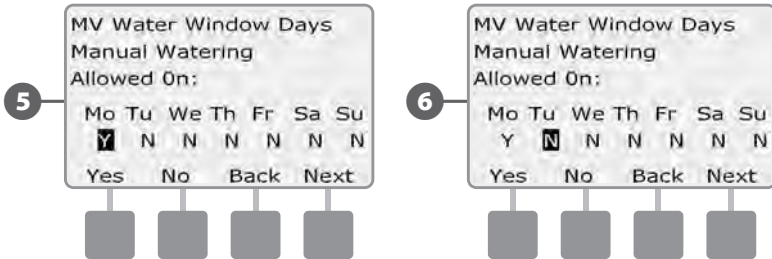 5
MV Water Window Days
Manual Watering
Allowed 0n:
Mo Tu We Th Fr Sa Su
Y N N N N N N
Yes No Back Next
6
MV Water Window Days
Manual Watering
Allowed 0n:
Mo Tu We Th Fr Sa Su
Y N N N N N N
Yes No Back Next